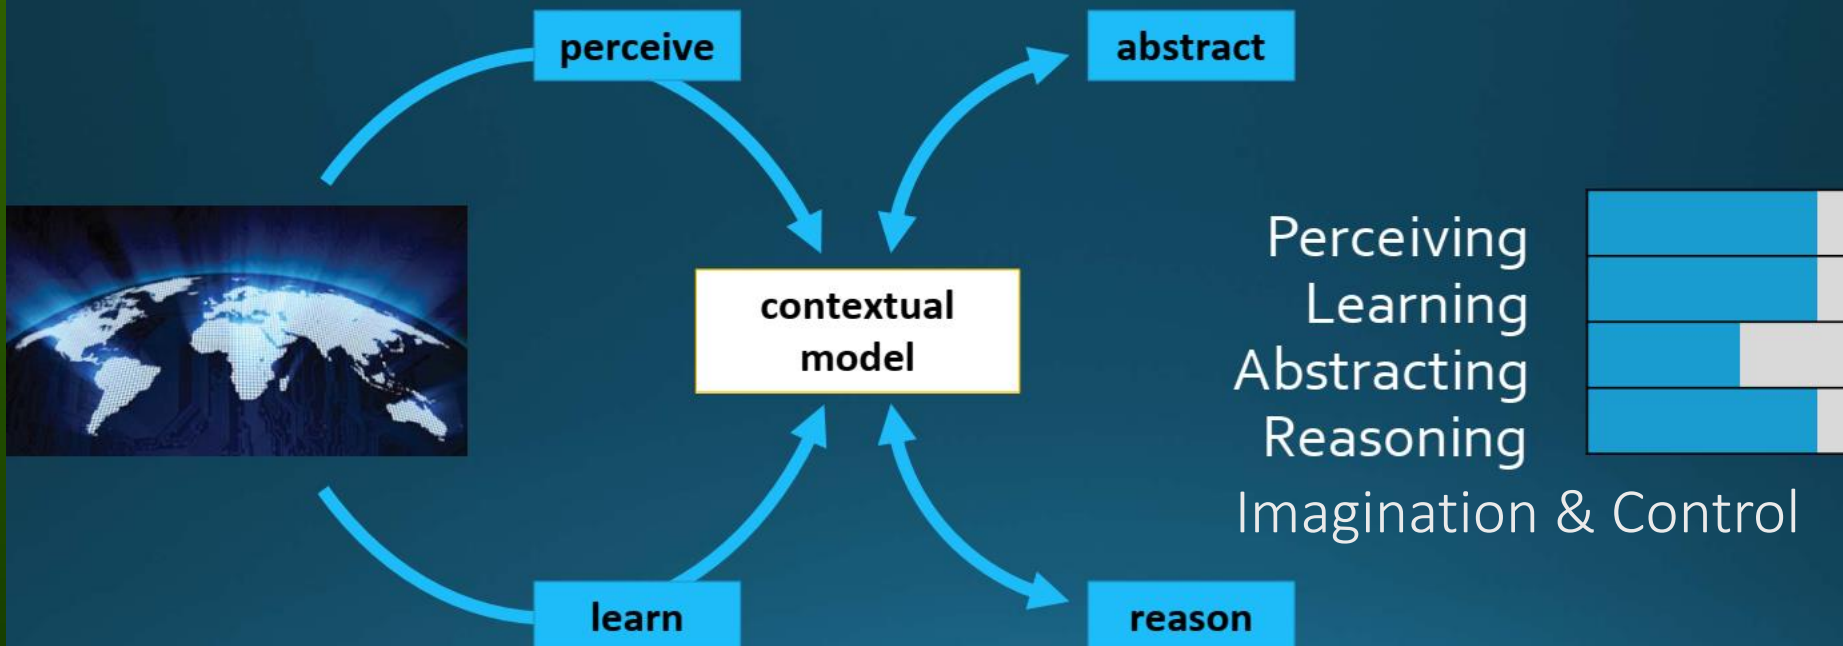 perceive
abstract
contextual
model
learn
reason
Perceiving
Learning
Abstracting
Reasoning
Imagination & Control